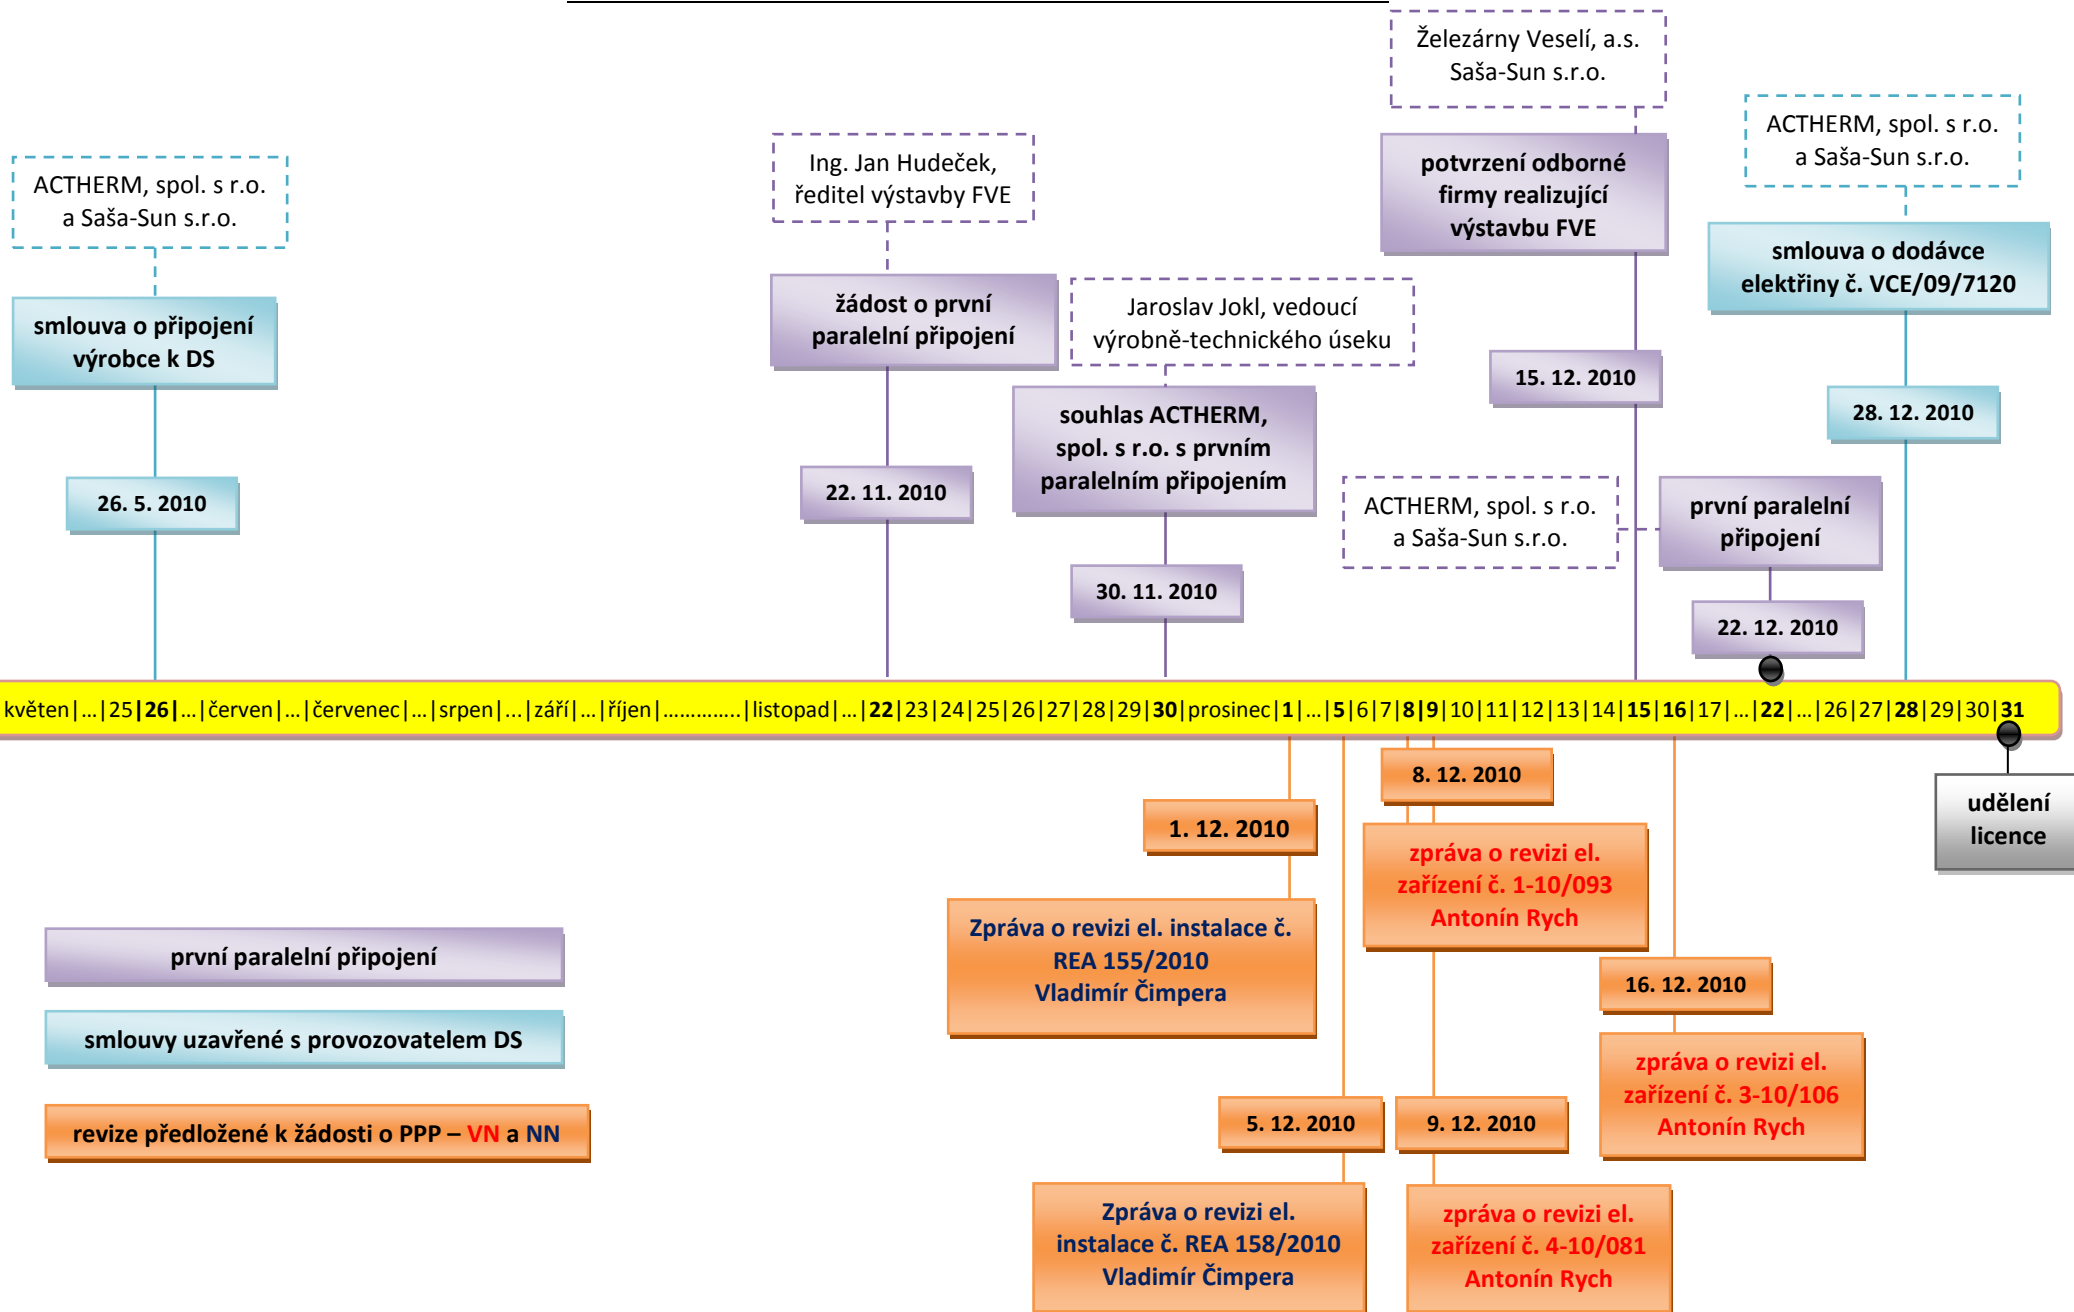 Železárny Veselí, a.s.
Saša-Sun s.r.o.
ACTHERM, spol. s r.o.
a Saša-Sun s.r.o.
Ing. Jan Hudeček,
ředitel výstavby FVE
potvrzení odborné
firmy realizující
výstavbu FVE
ACTHERM, spol. s r.o.
a Saša-Sun s.r.o.
smlouva o dodávce
elektřiny č. VCE/09/7120
žádost o první
paralelní připojení
Jaroslav Jokl, vedoucí
výrobně-technického úseku
smlouva o připojení
výrobce k DS
15. 12. 2010
28. 12. 2010
souhlas ACTHERM,
spol. s r.o. s prvním
paralelním připojením
22. 11. 2010
26. 5. 2010
ACTHERM, spol. s r.o.
a Saša-Sun s.r.o.
první paralelní
připojení
30. 11. 2010
22. 12. 2010
květen|...|25|26|...|červen|...|červenec|...|srpen|...|září|...|říjen|.............|listopad|...|22|23|24|25|26|27|28|29|30|prosinec|1|...|5|6|7|8|9|10|11|12|13|14|15|16|17|...|22|...|26|27|28|29|30|31
8. 12. 2010
1. 12. 2010
udělení
licence
zpráva o revizi el.
zařízení č. 1-10/093
Antonín Rych
Zpráva o revizi el. instalace č.
REA 155/2010
Vladimír Čimpera
první paralelní připojení
16. 12. 2010
smlouvy uzavřené s provozovatelem DS
zpráva o revizi el.
zařízení č. 3-10/106
Antonín Rych
5. 12. 2010
9. 12. 2010
revize předložené k žádosti o PPP – VN a NN
Zpráva o revizi el.
instalace č. REA 158/2010
Vladimír Čimpera
zpráva o revizi el.
zařízení č. 4-10/081
Antonín Rych